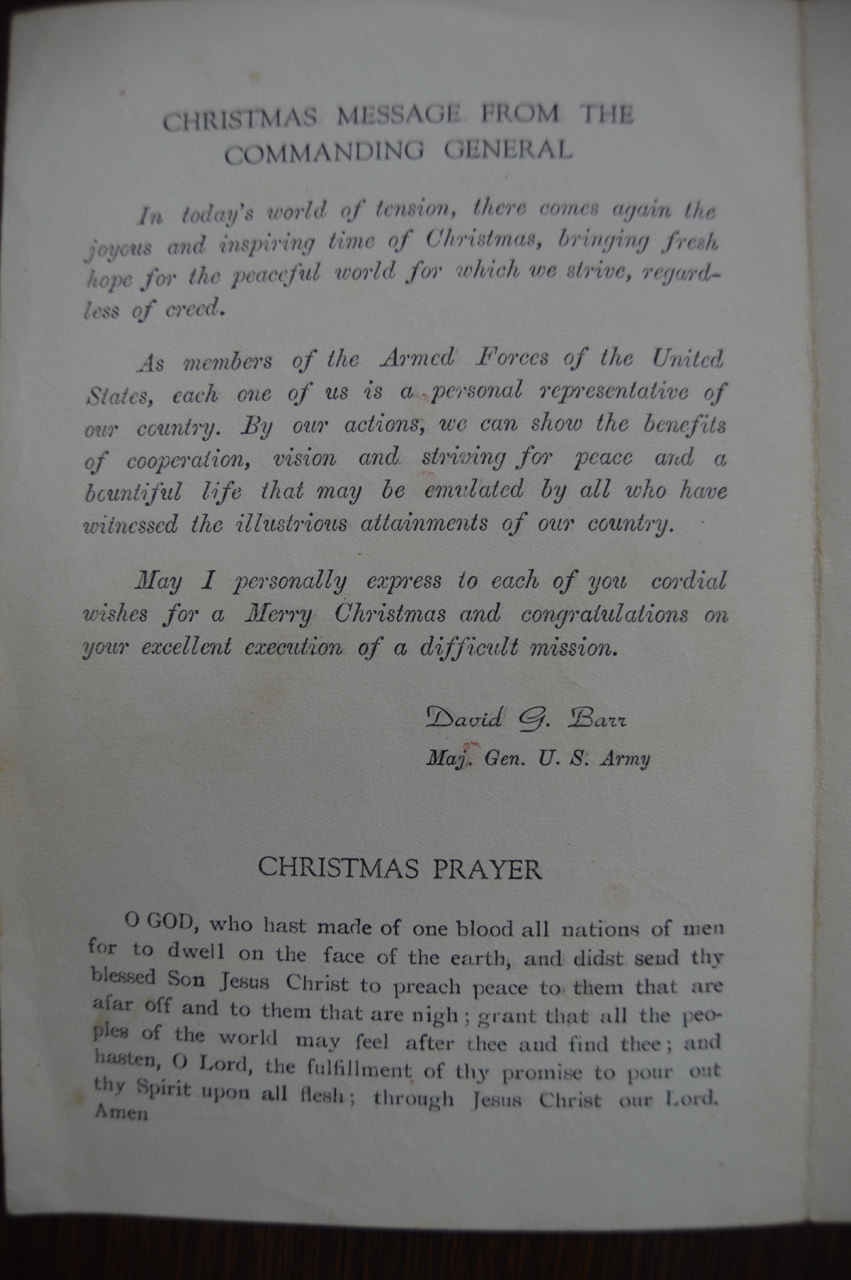 CHRISTMAS MESSAGE FROM THE
COMMANDING GENERAL
In today's world of tension, there comes again the
joyous and inspiring time of Christmas, bringing fresh
hope for the peaceful world for which we strive, regard-
less of creed.
As members of the Armed Forces of the United
States, each one of us is a personal representative of
our country. By our actions, we can show the benefits
of cooperation, vision and striving for peace and a
bountiful life that may be emulated by all who have
witnessed the illustrious attainments of our country.
May I personally express to each of you cordial
wishes for a Merry Christmas and congratulations on
your excellent execution of a difficult mission.
David G. Barr
Maj. Gen. U. S. Army
CHRISTMAS PRAYER
O GOD, who hast made of one blood all nations of men
for to dwell on the face of the earth, and didst send thy
blessed Son Jesus Christ to preach peace to them that are
afar off and to them that are nigh; grant that all the peo-
ples of the world may feel after thee and find thee; and
hasten, O Lord, the fulfillment of thy promise to pour out
thy Spirit upon all flesh; through Jesus Christ our Lord.
Amen